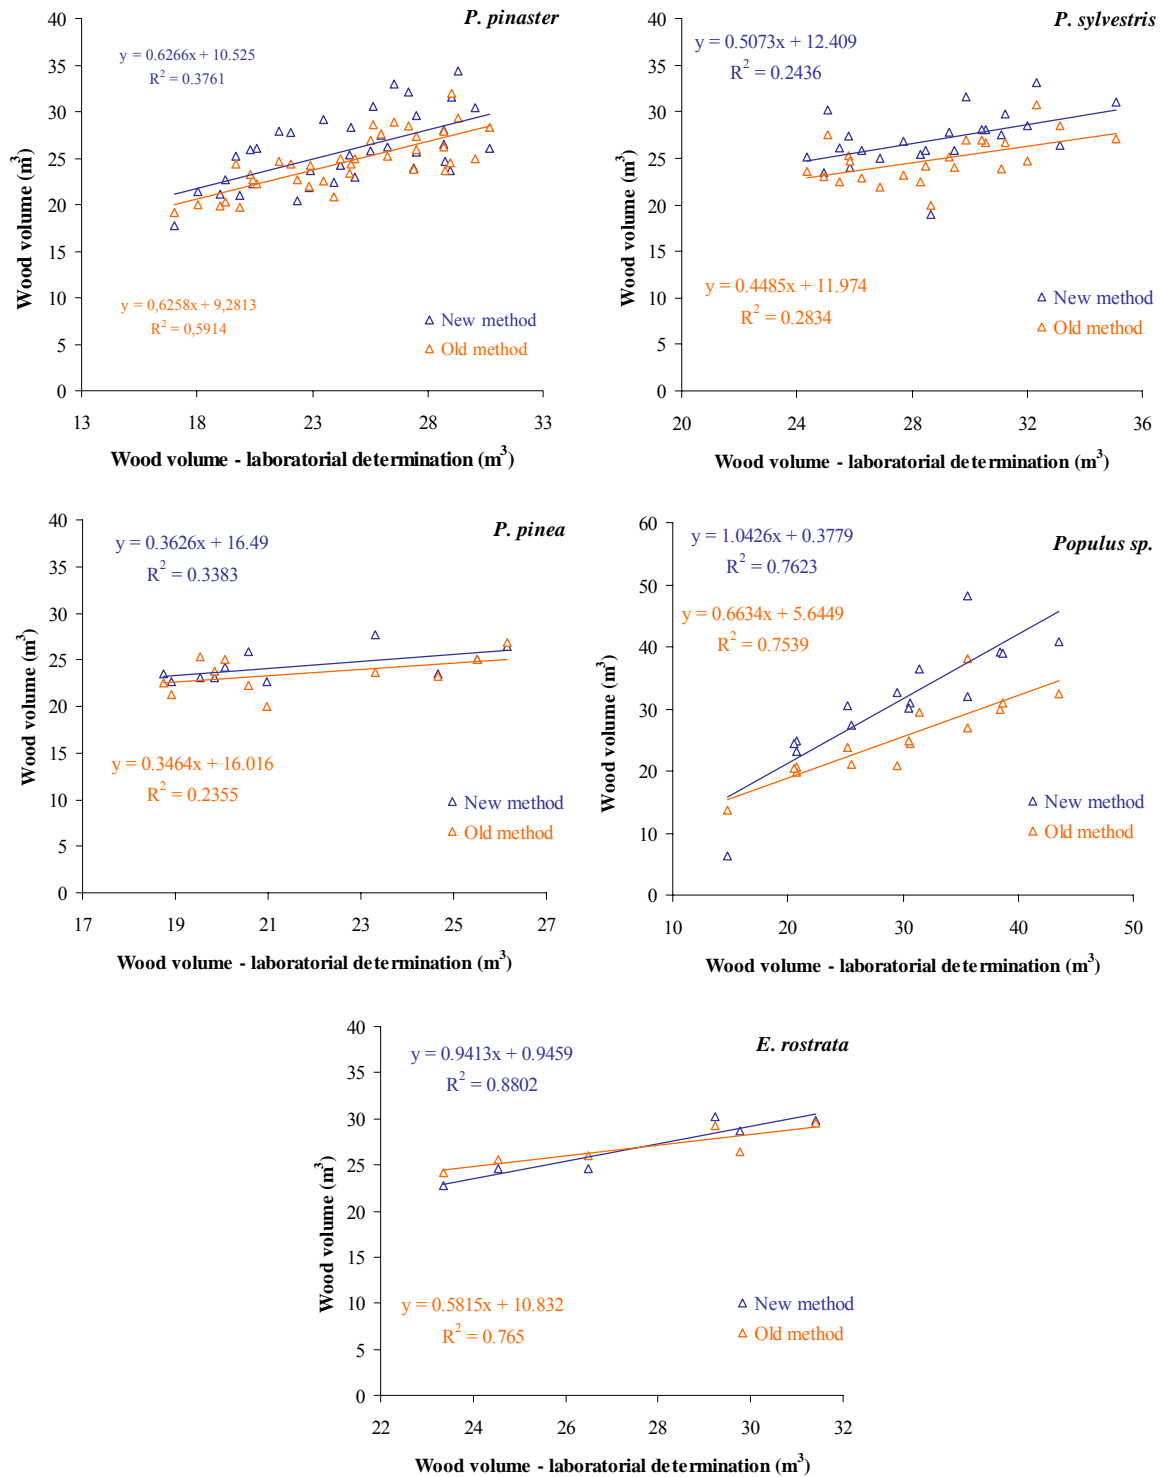 P. pinaster
y = 0.6266x + 10.525
R² = 0.3761
y = 0,6258x + 9,2813
R² = 0,5914
New method
Old method
40
35
30
25
20
15
10
5
0
13 18 23 28 33
Wood volume (m³)
Wood volume - laboratorial determination (m³)
P. sylvestris
y = 0.5073x + 12.409
R² = 0.2436
y = 0.4485x + 11.974
R² = 0.2834
New method
Old method
40
35
30
25
20
15
10
5
0
20 24 28 32 36
Wood volume (m³)
Wood volume - laboratorial determination (m³)
P. pinea
y = 0.3626x + 16.49
R² = 0.3383
y = 0.3464x + 16.016
R² = 0.2355
New method
Old method
40
35
30
25
20
15
10
5
0
17 19 21 23 25 27
Wood volume (m³)
Wood volume - laboratorial determination (m³)
Populus sp.
y = 1.0426x + 0.3779
R² = 0.7623
y = 0.6634x + 5.6449
R² = 0.7539
New method
Old method
60
50
40
30
20
10
0
10 20 30 40 50
Wood volume (m³)
Wood volume - laboratorial determination (m³)
E. rostrata
y = 0.9413x + 0.9459
R² = 0.8802
y = 0.5815x + 10.832
R² = 0.765
New method
Old method
40
35
30
25
20
15
10
5
0
22 24 26 28 30 32
Wood volume (m³)
Wood volume - laboratorial determination (m³)